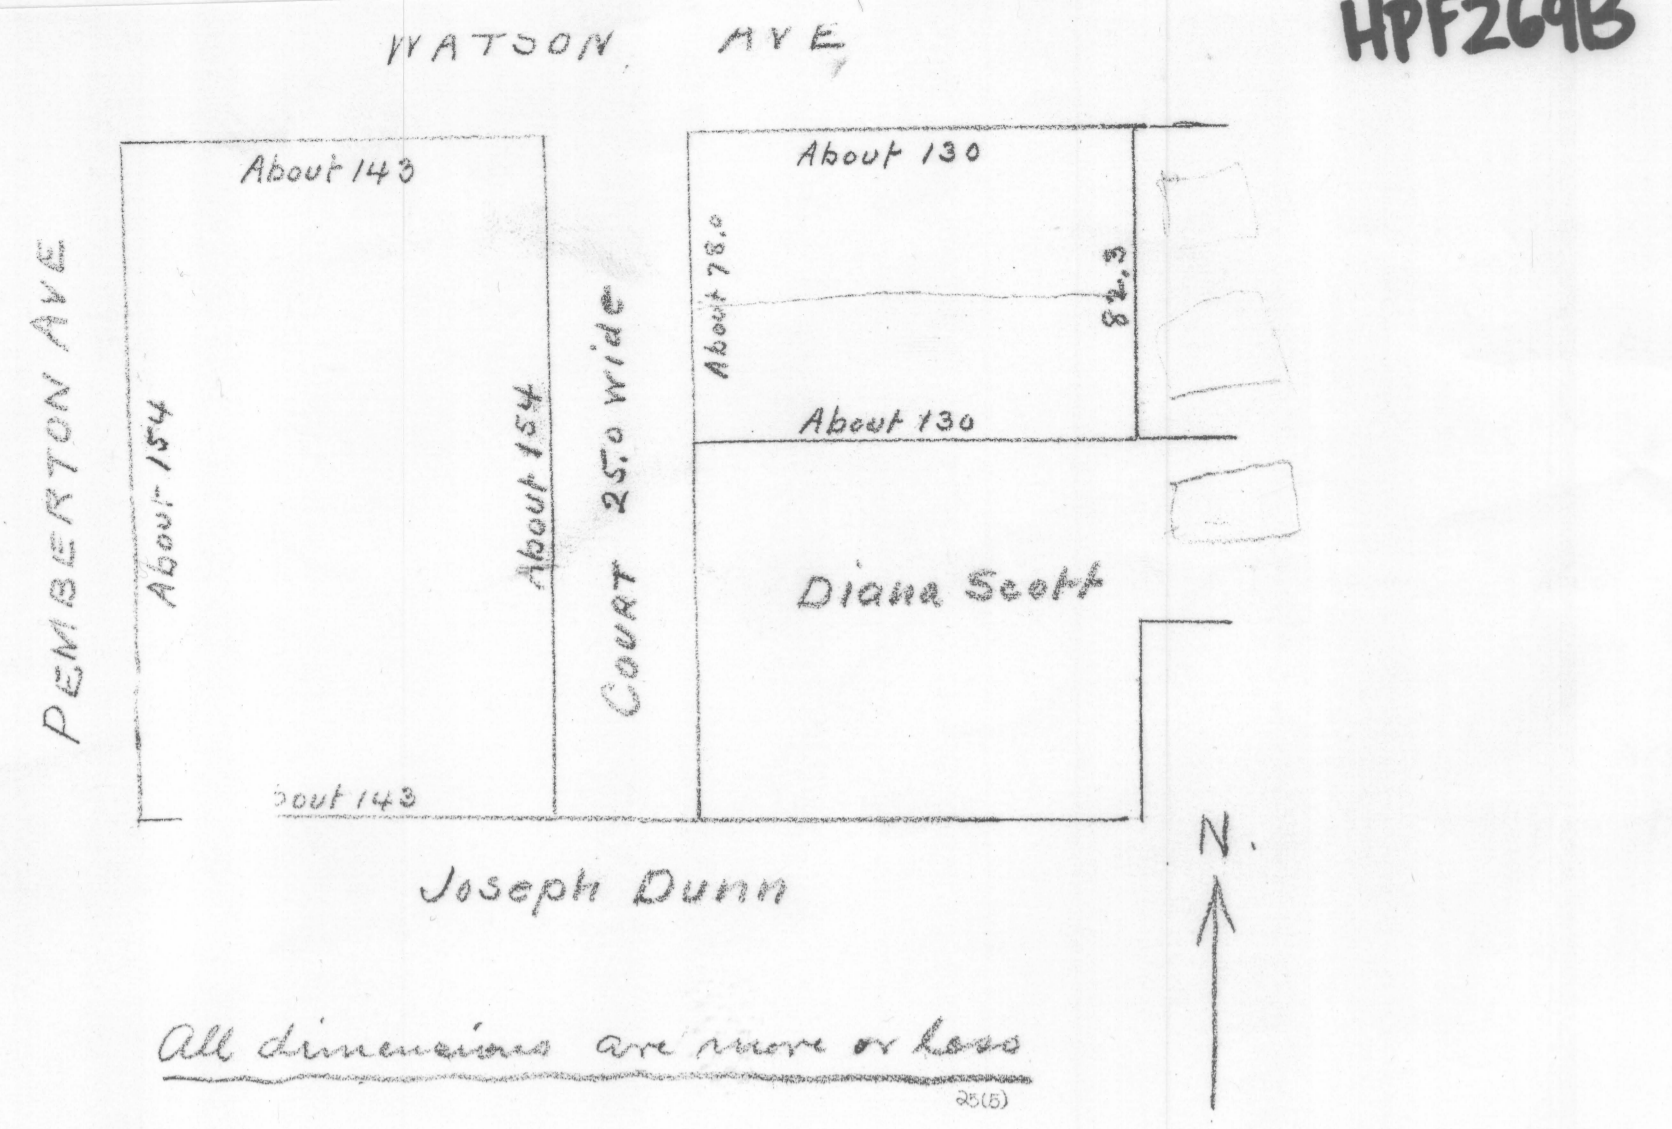 HPF269B
WATSON AVE
About 143
About 130
PEMBERTON AVE
About 154
About 154
COURT 25.0 wide
About 78.0
82.3
About 130
Diana Scott
bout 143
Joseph Dunn
N.
All dimensions are more or less
25(5)